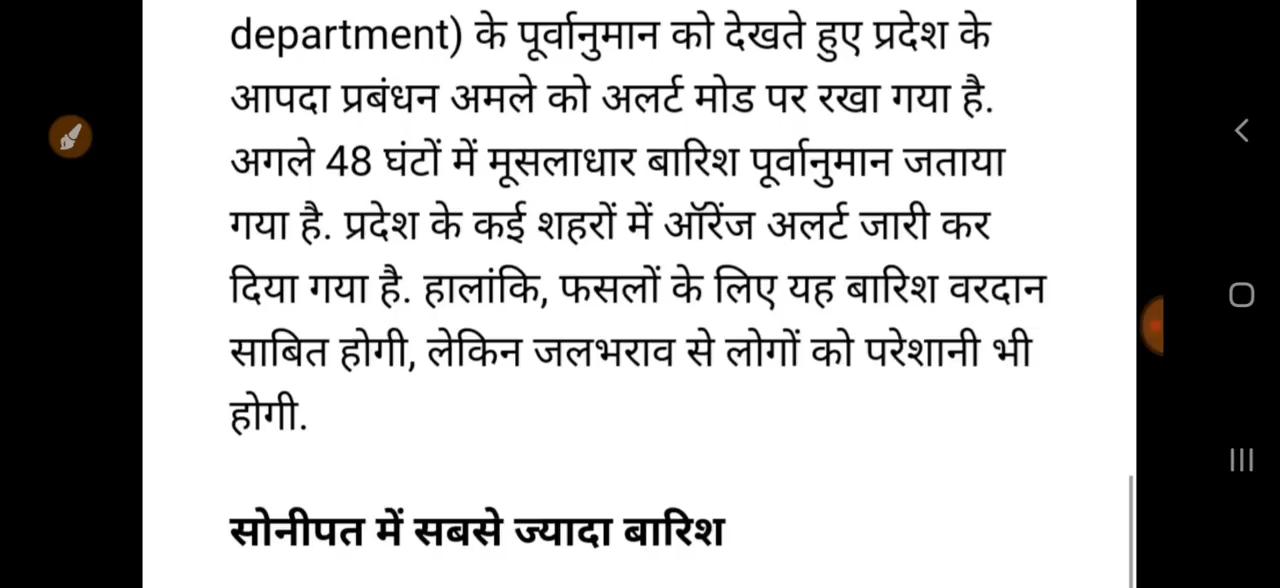 department) के पूर्वानुमान को देखते हुए प्रदेश के
आपदा प्रबंधन अमले को अलर्ट मोड पर रखा गया है.
अगले 48 घंटों में मूसलाधार बारिश पूर्वानुमान जताया
गया है. प्रदेश के कई शहरों में ऑरेंज अलर्ट जारी कर
दिया गया है. हालांकि, फसलों के लिए यह बारिश वरदान
साबित होगी, लेकिन जलभराव से लोगों को परेशानी भी
होगी.
सोनीपत में सबसे ज्यादा बारिश